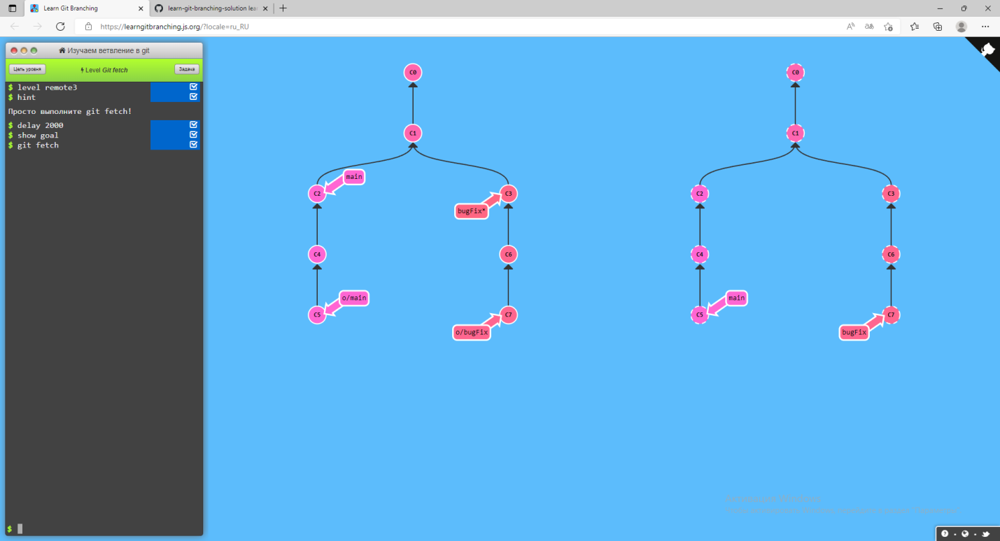 Learn Git Branching
learn-git-branching-solution lea
https://learngitbranching.js.org/?locale=ru_RU
Изучаем ветвление в git
Цель уровня
Level Git fetch
Задача
$ level remote3
$ hint
Просто выполните git fetch!
$ delay 2000
$ show goal
$ git fetch
$
C0
C1
main
C2
C3
bugFix*
C4
C6
o/main
C5
C7
o/bugFix
C0
C1
C2
C3
C4
C6
main
C5
C7
bugFix